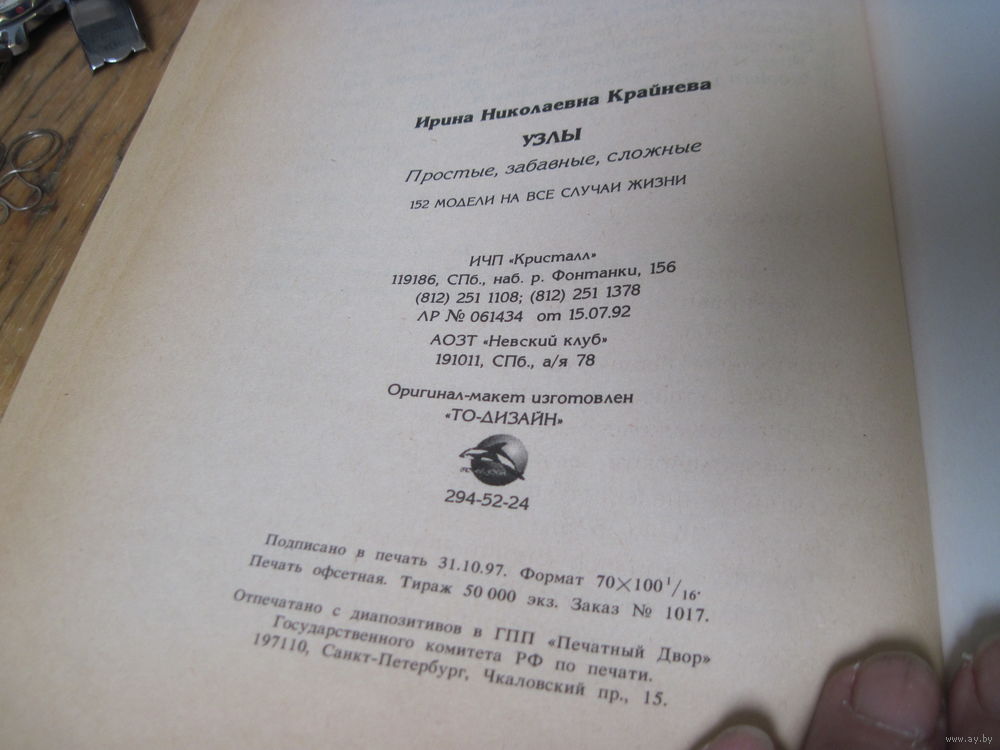 Ирина Николаевна Крайнева
УЗЛЫ
Простые, забавные, сложные
152 МОДЕЛИ НА ВСЕ СЛУЧАИ ЖИЗНИ
ИЧП «Кристалл»
119186, СПб., наб. р. Фонтанки, 156
(812) 251 1108; (812) 251 1378
ЛР № 061434 от 15.07.92
АОЗТ «Невский клуб»
191011, СПб., а/я 78
Оригинал-макет изготовлен
«ТО-ДИЗАЙН»
294-52-24
Подписано в печать 31.10.97. Формат 70×100 1/16.
Печать офсетная. Тираж 50 000 экз. Заказ № 1017.
Отпечатано с диапозитивов в ГПП «Печатный Двор»
Государственного комитета РФ по печати.
197110, Санкт-Петербург, Чкаловский пр., 15.
www.ay.by